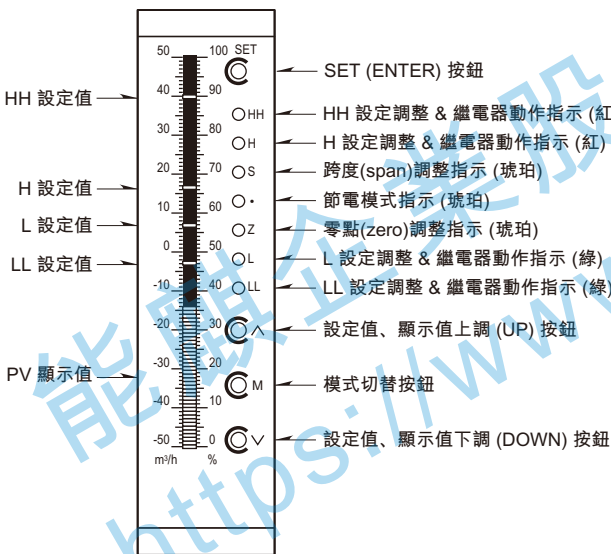 50 100 SET
SET (ENTER) 按鈕
40 90
HH 設定值
HH
HH 設定調整 & 繼電器動作指示 (紅
30 80
H
H 設定調整 & 繼電器動作指示 (紅)
20 70
S
跨度(span)調整指示 (琥珀)
H 設定值
10 60
•
節電模式指示 (琥珀)
L 設定值
Z
零點(zero)調整指示 (琥珀)
0 50
LL 設定值
L
L 設定調整 & 繼電器動作指示 (綠)
-10 40
LL
LL 設定調整 & 繼電器動作指示 (綠)
-20 30
設定值、顯示值上調 (UP) 按鈕
-30 20
PV 顯示值
M
模式切替按鈕
-40 10
-50 0
設定值、顯示值下調 (DOWN) 按鈕
m³/h %
能麒企業股
https://www